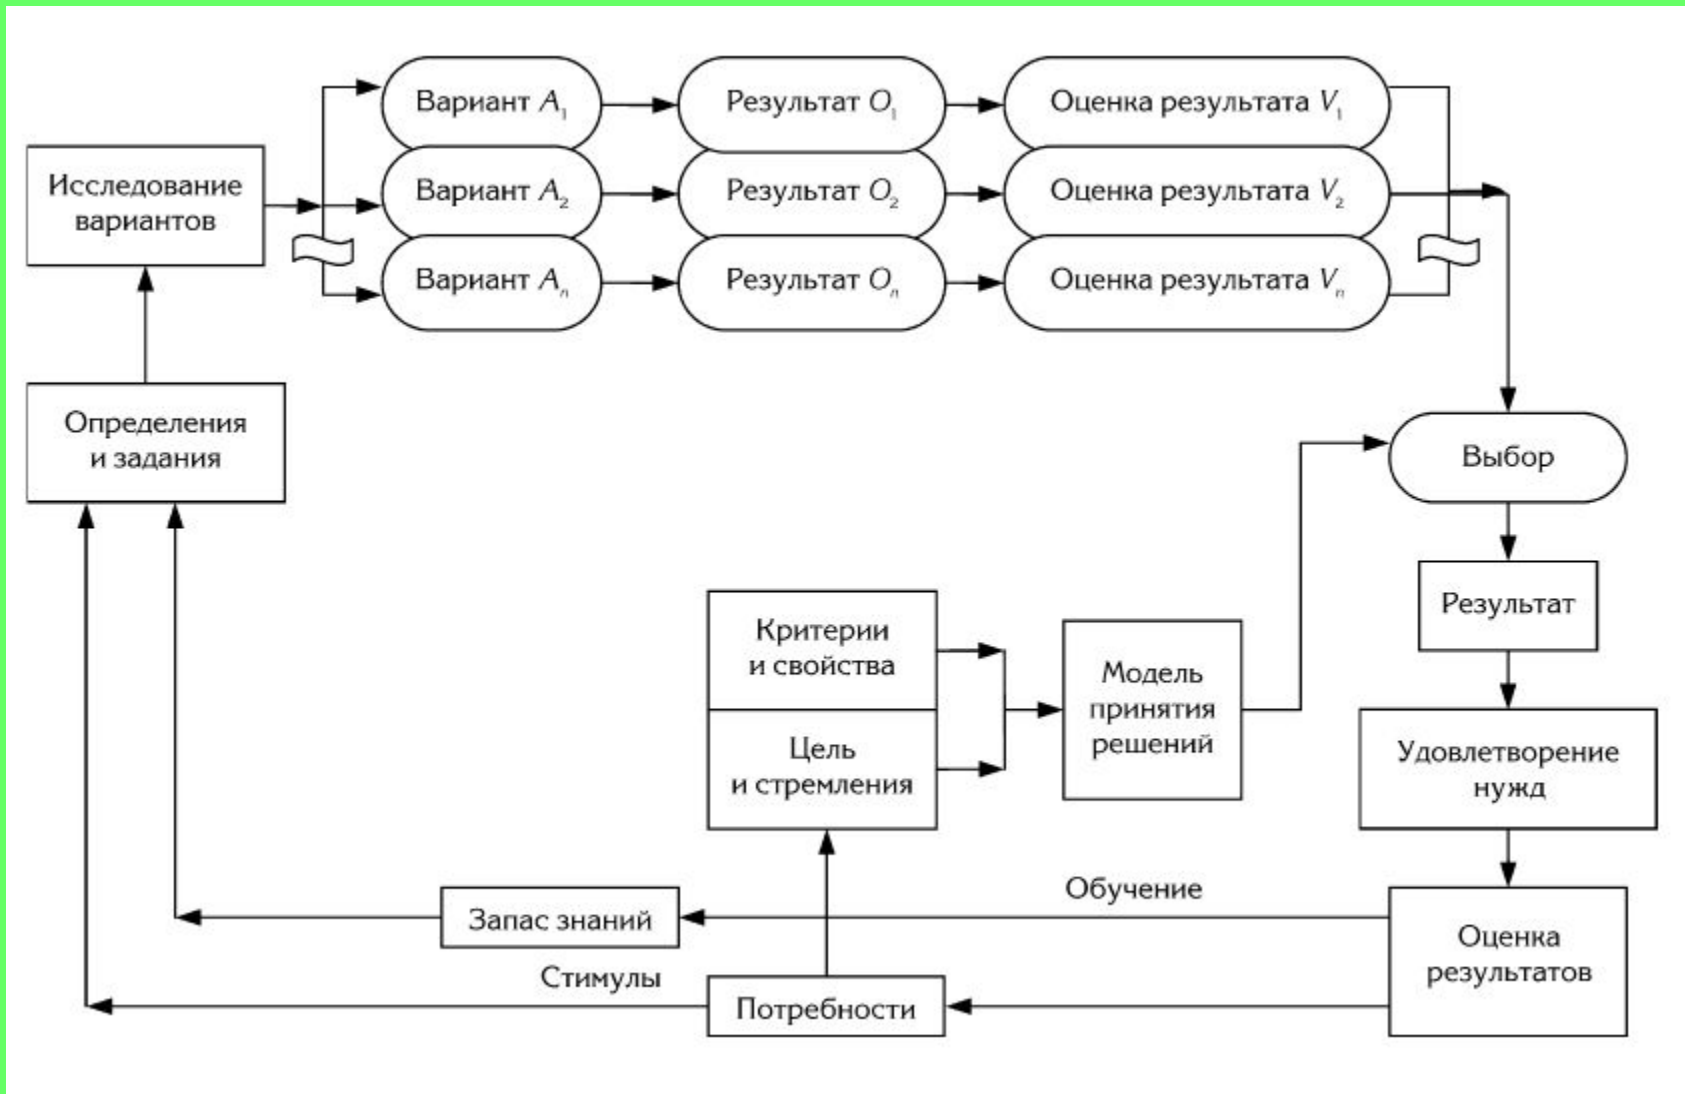 Вариант A₁
Результат O₁
Оценка результата V₁
Исследование
вариантов
Вариант A₂
Результат O₂
Оценка результата V₂
Вариант Aₙ
Результат Oₙ
Оценка результата Vₙ
Определения
и задания
Выбор
Результат
Критерии
и свойства
Модель
принятия
решений
Цель
и стремления
Удовлетворение
нужд
Обучение
Запас знаний
Оценка
результатов
Стимулы
Потребности